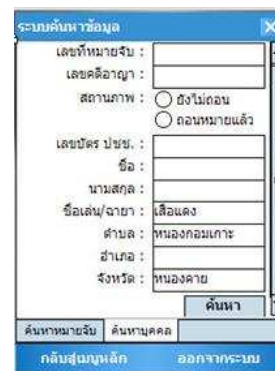 ระบบค้นหาข้อมูล X
เลขที่หมายจับ :
เลขคดีอาญา :
สถานภาพ : ยังไม่ถอน
ถอนหมายแล้ว
เลขบัตร ปชช. :
ชื่อ :
นามสกุล :
ชื่อเล่น/ฉายา : เสือแดง
ตำบล : หนองกอมเกาะ
อำเภอ :
จังหวัด : หนองคาย
ค้นหา
ค้นหาหมายจับ ค้นหาบุคคล
กลับสู่เมนูหลัก ออกจากระบบ